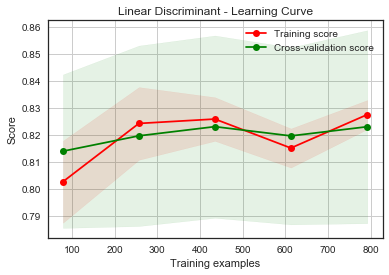 Linear Discriminant - Learning Curve
0.86
0.85
0.84
0.83
0.82
0.81
0.80
0.79
Score
Training score
Cross-validation score
100 200 300 400 500 600 700 800
Training examples